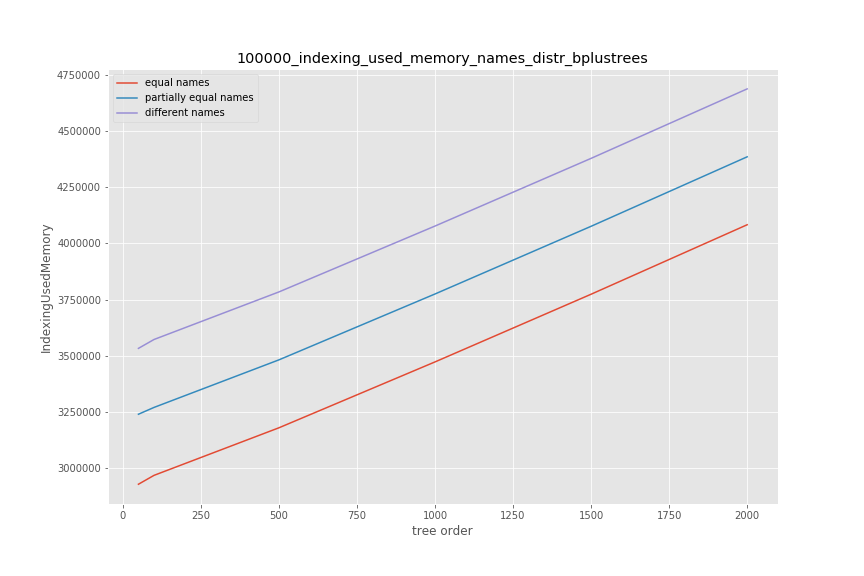 100000_indexing_used_memory_names_distr_bplustrees
equal names
partially equal names
different names
IndexingUsedMemory
4750000
4500000
4250000
4000000
3750000
3500000
3250000
3000000
0 250 500 750 1000 1250 1500 1750 2000
tree order